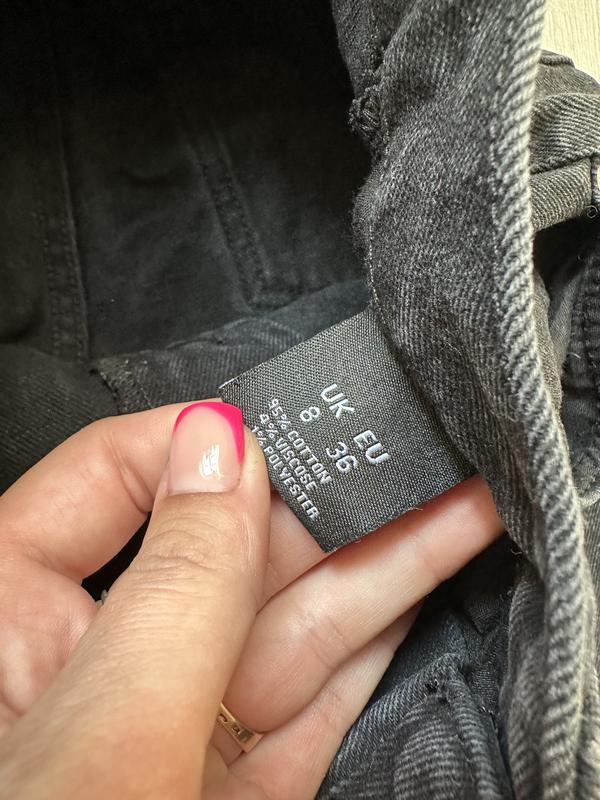 UK EU
8 36
95% COTTON
4% VISCOSE
1% POLYESTER